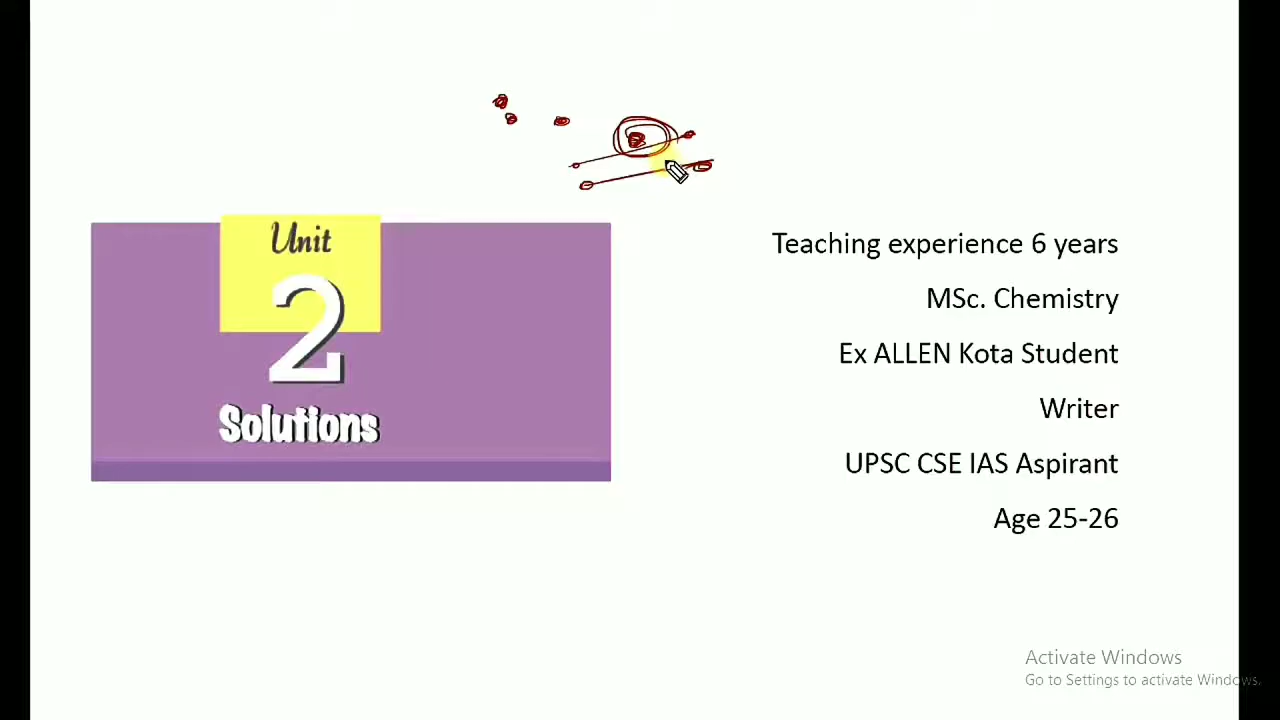 Unit
2
Solutions
Teaching experience 6 years
MSc. Chemistry
Ex ALLEN Kota Student
Writer
UPSC CSE IAS Aspirant
Age 25-26
Activate Windows
Go to Settings to activate Windows.